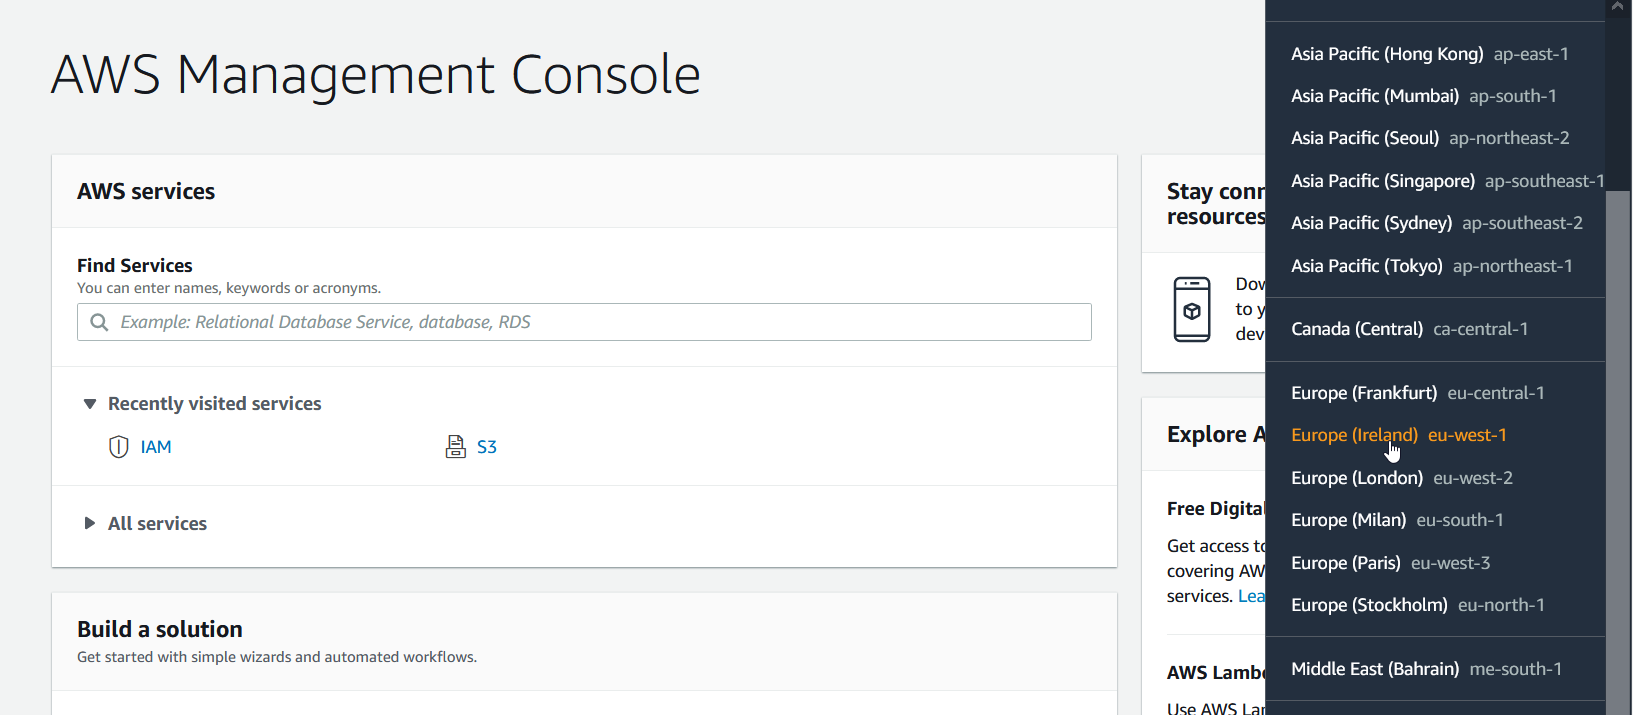 AWS Management Console
AWS services
Find Services
You can enter names, keywords or acronyms.
Example: Relational Database Service, database, RDS
Recently visited services
IAM
S3
All services
Build a solution
Get started with simple wizards and automated workflows.
Stay conn
resources
Dow
to y
dev
Explore A
Free Digital
Get access to
covering AW
services. Lea
AWS Lamb
Use AWS Lar
Asia Pacific (Hong Kong) ap-east-1
Asia Pacific (Mumbai) ap-south-1
Asia Pacific (Seoul) ap-northeast-2
Asia Pacific (Singapore) ap-southeast-1
Asia Pacific (Sydney) ap-southeast-2
Asia Pacific (Tokyo) ap-northeast-1
Canada (Central) ca-central-1
Europe (Frankfurt) eu-central-1
Europe (Ireland) eu-west-1
Europe (London) eu-west-2
Europe (Milan) eu-south-1
Europe (Paris) eu-west-3
Europe (Stockholm) eu-north-1
Middle East (Bahrain) me-south-1